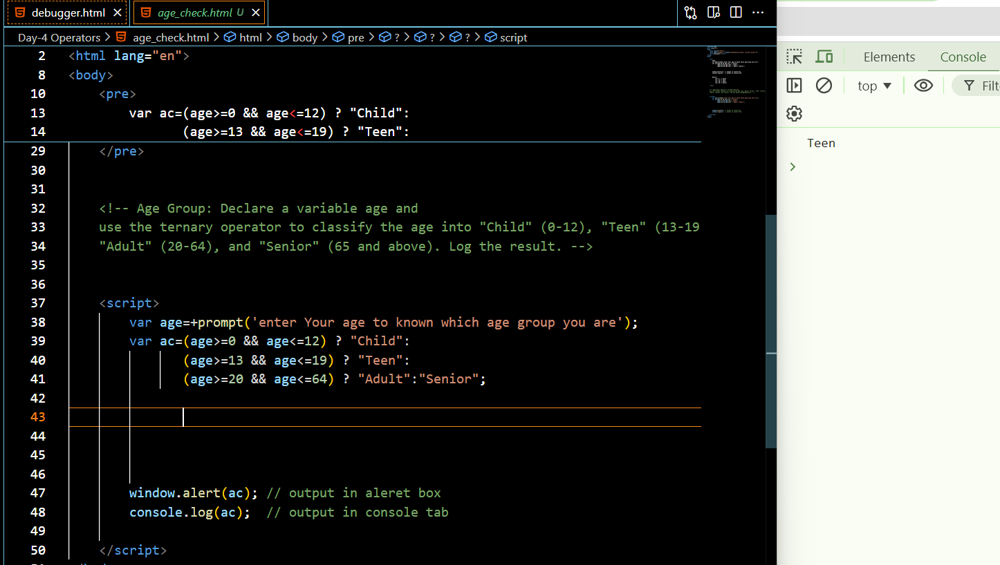 debugger.html
age_check.html U
Day-4 Operators > age_check.html > html > body > pre > ? > ? > ? > script
2 <html lang="en">
8 <body>
10 <pre>
13 var ac=(age>=0 && age<=12) ? "Child":
14 (age>=13 && age<=19) ? "Teen":
29 </pre>
30
31
32 <!-- Age Group: Declare a variable age and
33 use the ternary operator to classify the age into "Child" (0-12), "Teen" (13-19
34 "Adult" (20-64), and "Senior" (65 and above). Log the result. -->
35
36
37 <script>
38 var age=+prompt('enter Your age to known which age group you are');
39 var ac=(age>=0 && age<=12) ? "Child":
40 (age>=13 && age<=19) ? "Teen":
41 (age>=20 && age<=64) ? "Adult":"Senior";
42
43
44
45
46
47 window.alert(ac); // output in aleret box
48 console.log(ac); // output in console tab
49
50 </script>
Elements Console
top
Filt
Teen
>